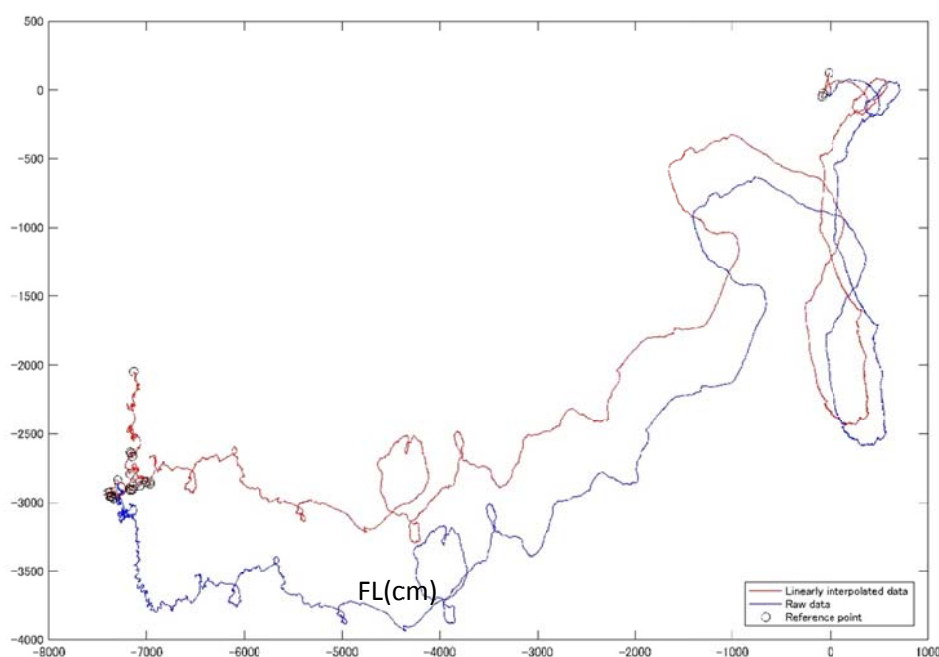 500
0
-500
-1000
-1500
-2000
-2500
-3000
-3500
-4000
FL(cm)
Linearly interpolated data
Raw data
Reference point
-8000 -7000 -6000 -5000 -4000 -3000 -2000 -1000 0 1000